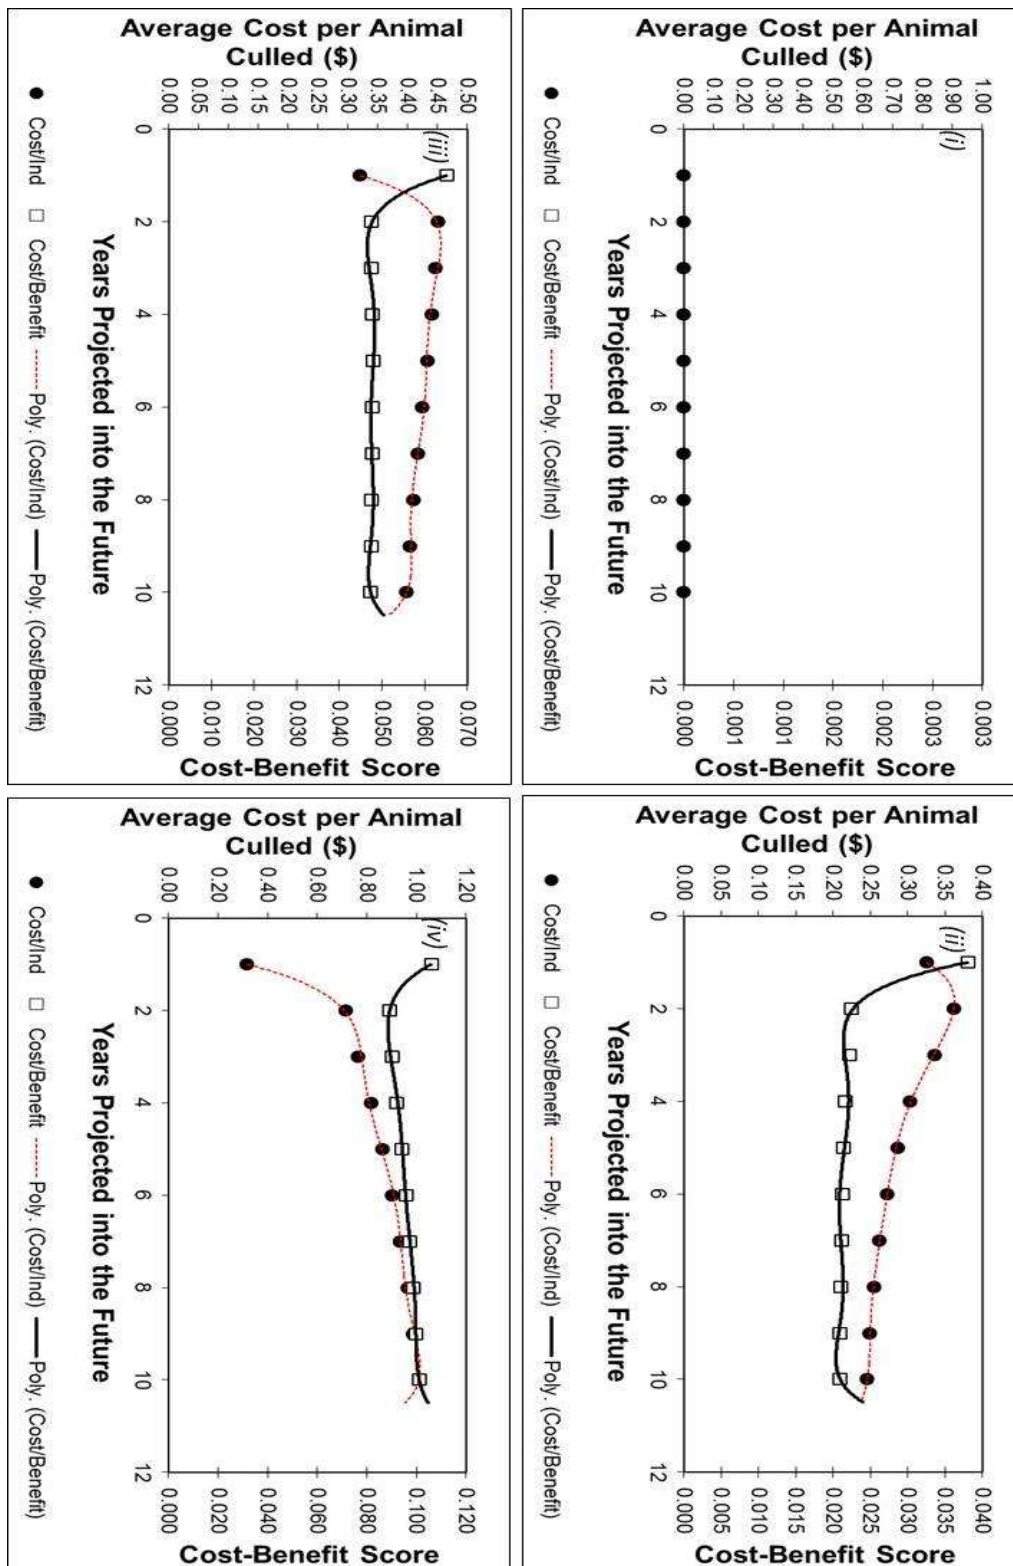 Average Cost per Animal
Culled ($)
1.00
0.90
0.80
0.70
0.60
0.50
0.40
0.30
0.20
0.10
0.00
(i)
0 2 4 6 8 10 12
Years Projected into the Future
0.003
0.003
0.002
0.002
0.001
0.001
0.000
Cost-Benefit Score
Cost/Ind Cost/Benefit Poly. (Cost/Ind) Poly. (Cost/Benefit)
Average Cost per Animal
Culled ($)
0.40
0.35
0.30
0.25
0.20
0.15
0.10
0.05
0.00
(ii)
0 2 4 6 8 10 12
Years Projected into the Future
0.040
0.035
0.030
0.025
0.020
0.015
0.010
0.005
0.000
Cost-Benefit Score
Cost/Ind Cost/Benefit Poly. (Cost/Ind) Poly. (Cost/Benefit)
Average Cost per Animal
Culled ($)
0.50
0.45
0.40
0.35
0.30
0.25
0.20
0.15
0.10
0.05
0.00
(iii)
0 2 4 6 8 10 12
Years Projected into the Future
0.070
0.060
0.050
0.040
0.030
0.020
0.010
0.000
Cost-Benefit Score
Cost/Ind Cost/Benefit Poly. (Cost/Ind) Poly. (Cost/Benefit)
Average Cost per Animal
Culled ($)
1.20
1.00
0.80
0.60
0.40
0.20
0.00
(iv)
0 2 4 6 8 10 12
Years Projected into the Future
0.120
0.100
0.080
0.060
0.040
0.020
0.000
Cost-Benefit Score
Cost/Ind Cost/Benefit Poly. (Cost/Ind) Poly. (Cost/Benefit)